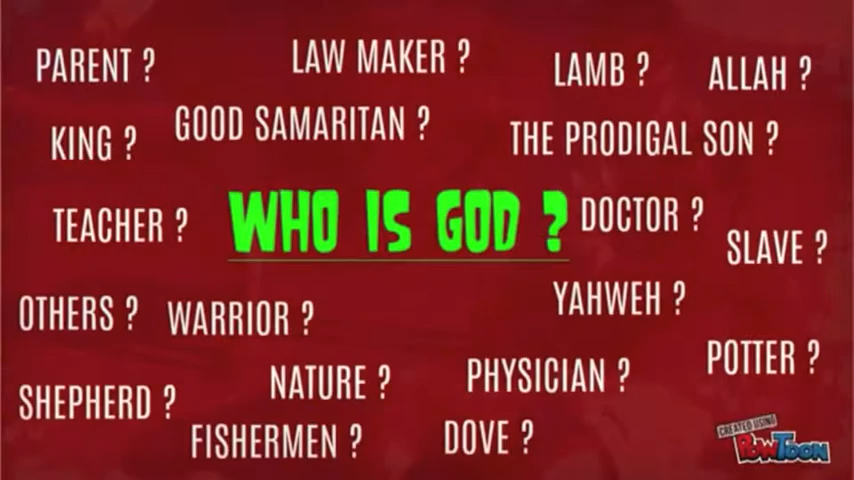 PARENT ?
LAW MAKER ?
LAMB ?
ALLAH ?
KING ?
GOOD SAMARITAN ?
THE PRODIGAL SON ?
TEACHER ?
WHO IS GOD ?
DOCTOR ?
SLAVE ?
OTHERS ?
WARRIOR ?
YAHWEH ?
SHEPHERD ?
NATURE ?
PHYSICIAN ?
POTTER ?
FISHERMEN ?
DOVE ?
CREATED USING
POWTOON